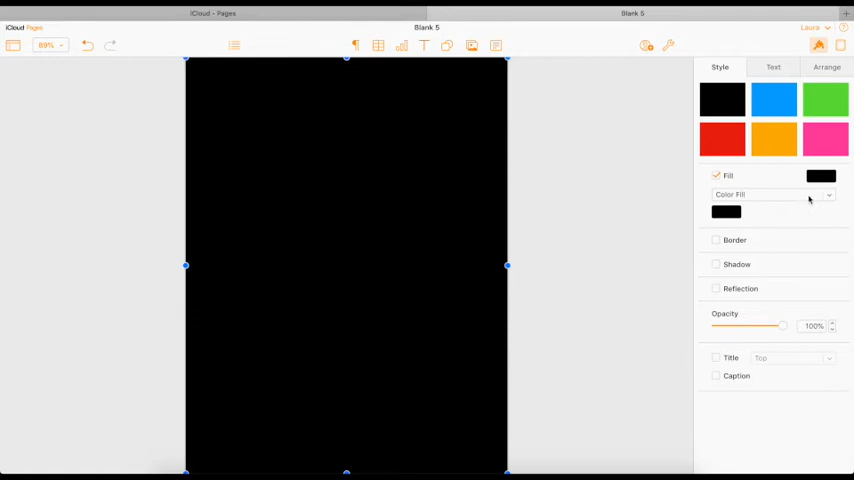 iCloud - Pages
Blank 5
iCloud Pages
Blank 5
Laura
89%
Style
Text
Arrange
Fill
Color Fill
Border
Shadow
Reflection
Opacity
100%
Title
Top
Caption